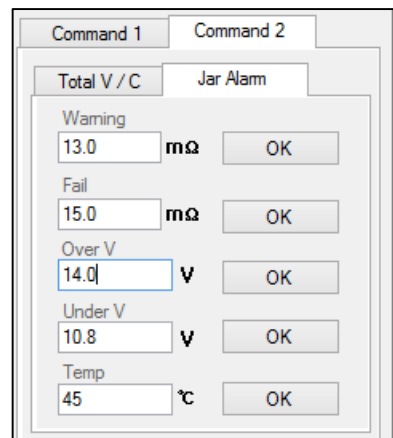 Command 1 Command 2
Total V / C Jar Alarm
Warning
13.0 mΩ OK
Fail
15.0 mΩ OK
Over V
14.0 V OK
Under V
10.8 V OK
Temp
45 ℃ OK